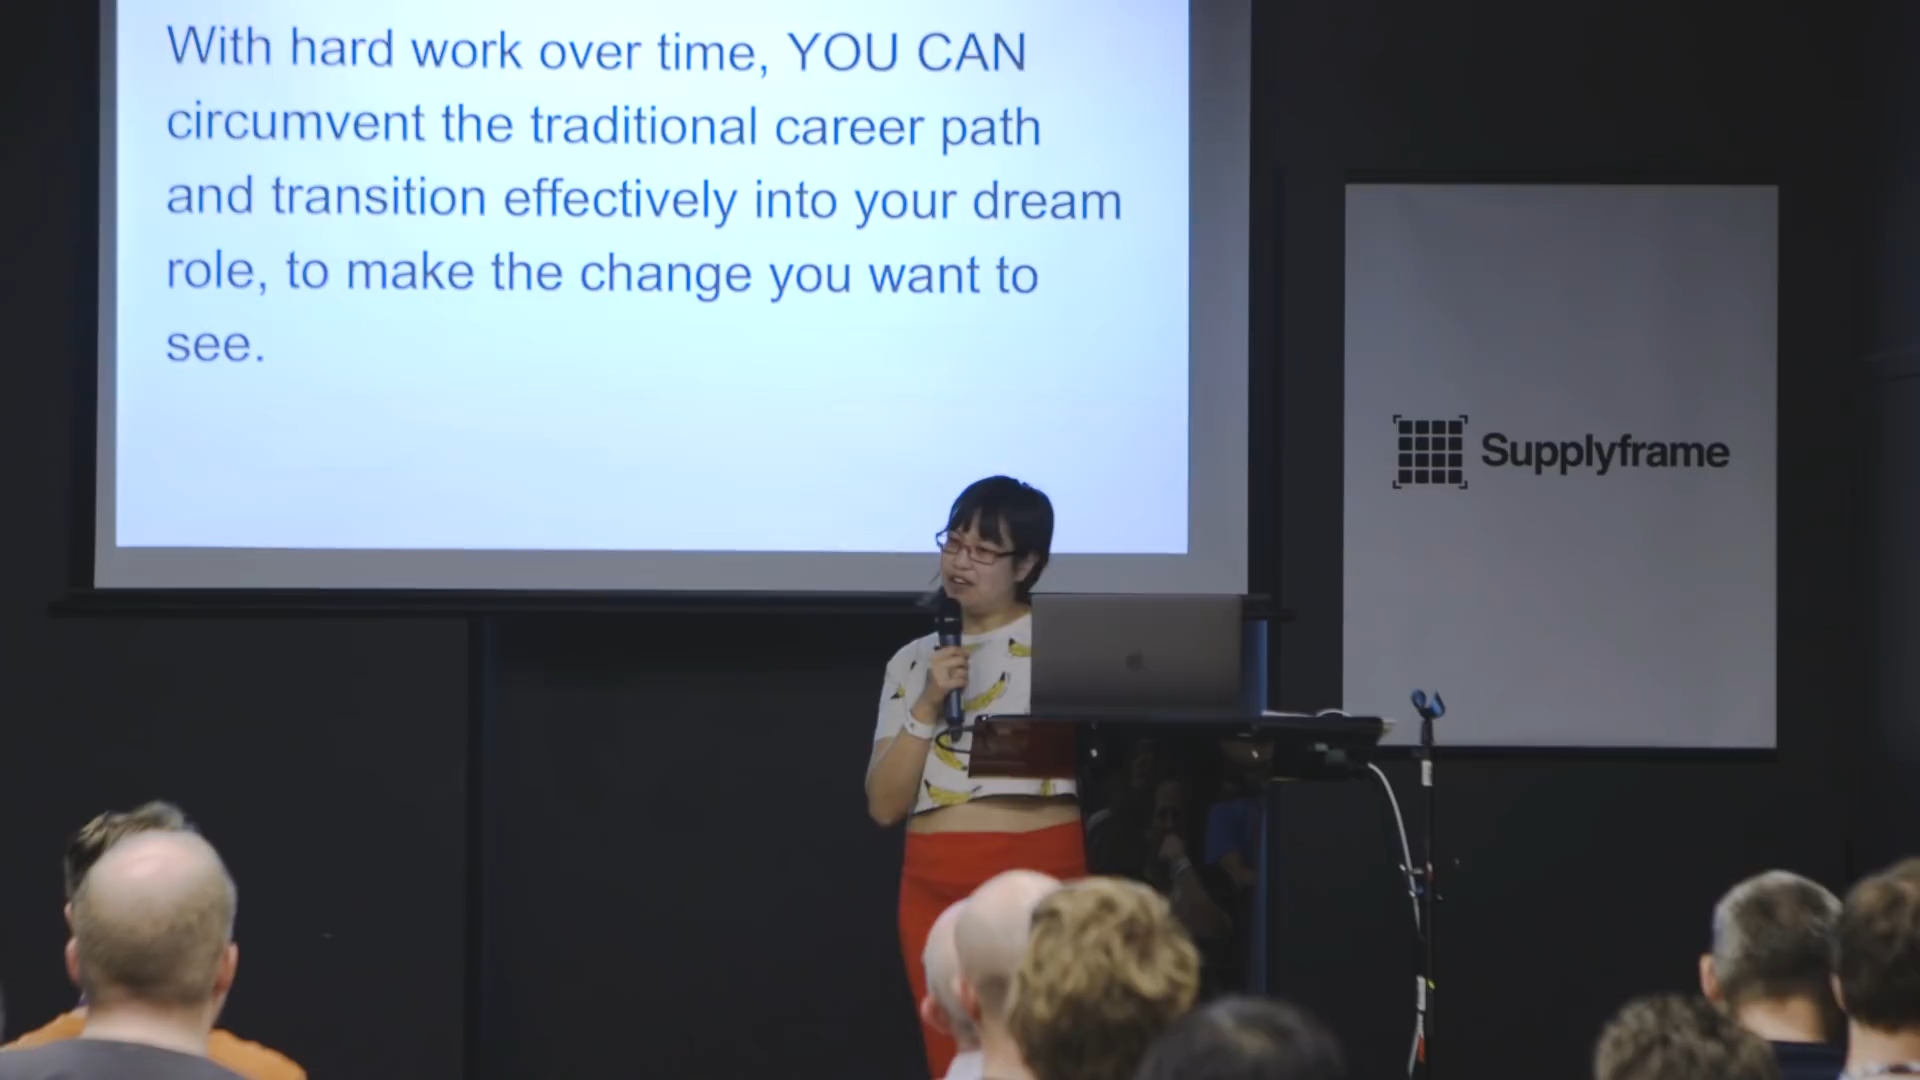 With hard work over time, YOU CAN
circumvent the traditional career path
and transition effectively into your dream
role, to make the change you want to
see.
Supplyframe